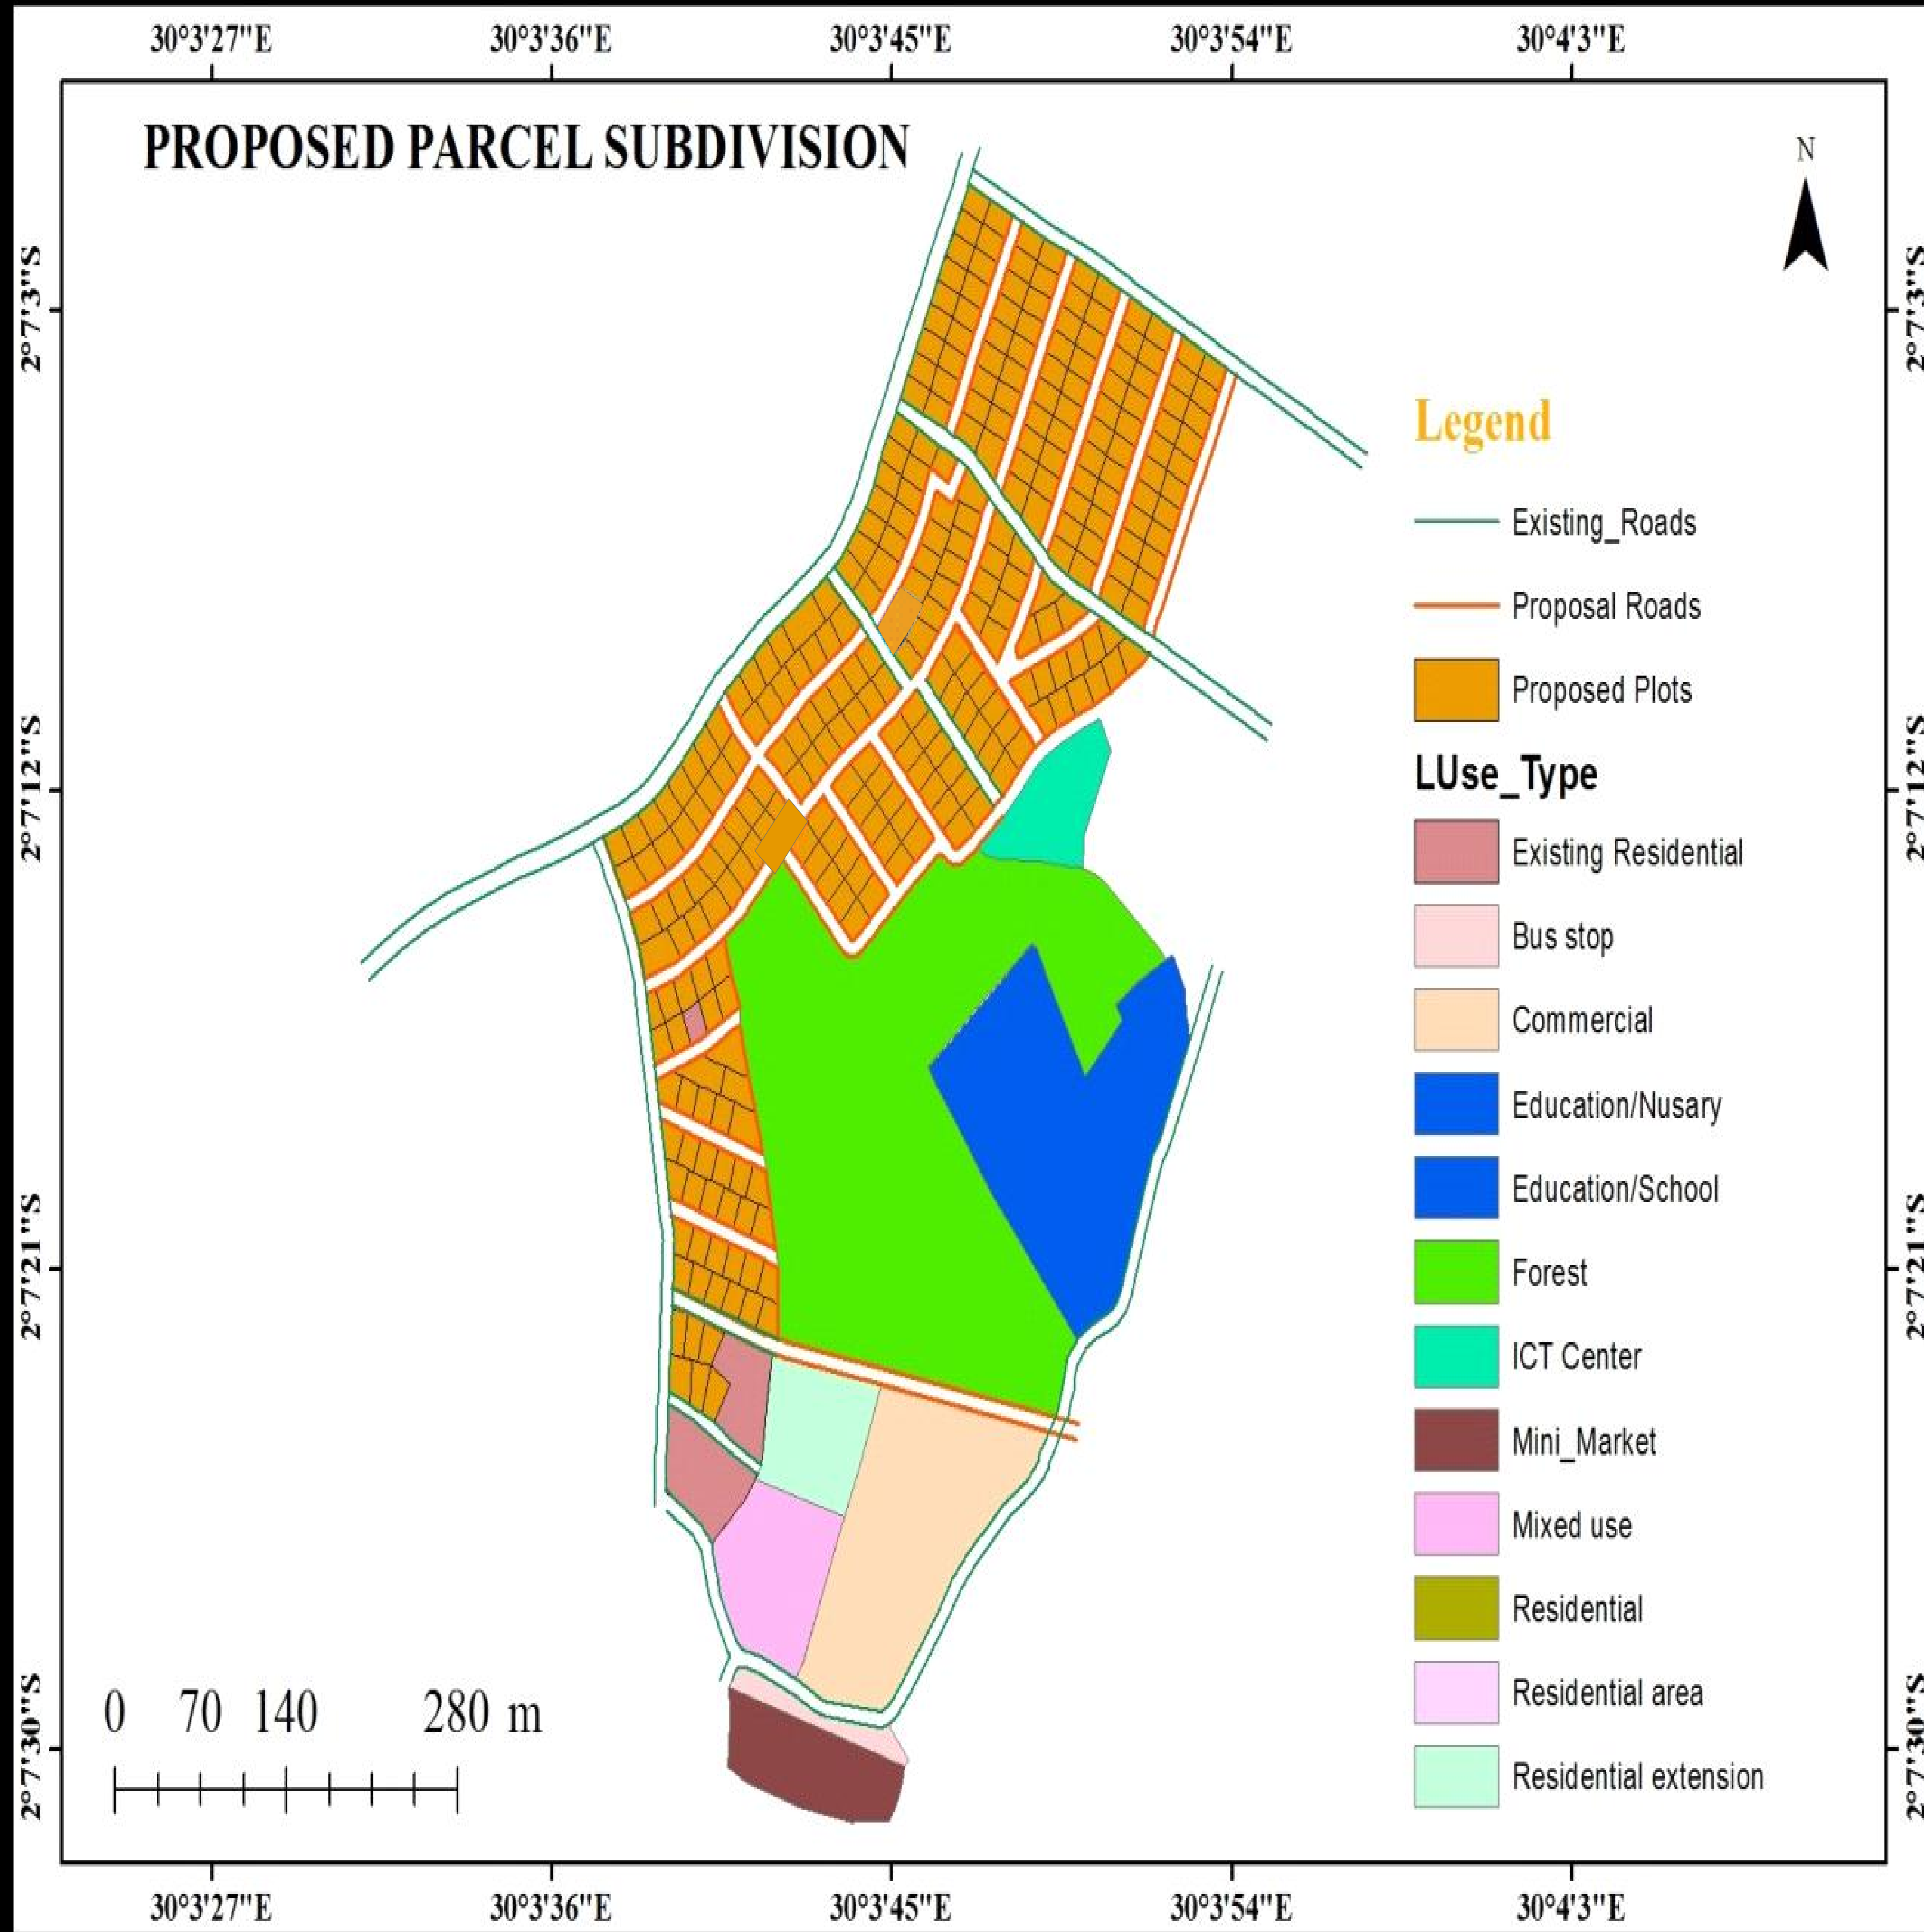 30°3'27"E 30°3'36"E 30°3'45"E 30°3'54"E 30°4'3"E
PROPOSED PARCEL SUBDIVISION
N
2°7'3"S 2°7'3"S
Legend
Existing_Roads
Proposal Roads
Proposed Plots
2°7'12"S 2°7'12"S
LUse_Type
Existing Residential
Bus stop
Commercial
Education/Nusary
Education/School
2°7'21"S 2°7'21"S
Forest
ICT Center
Mini_Market
Mixed use
Residential
Residential area
Residential extension
0 70 140 280 m
2°7'30"S 2°7'30"S
30°3'27"E 30°3'36"E 30°3'45"E 30°3'54"E 30°4'3"E